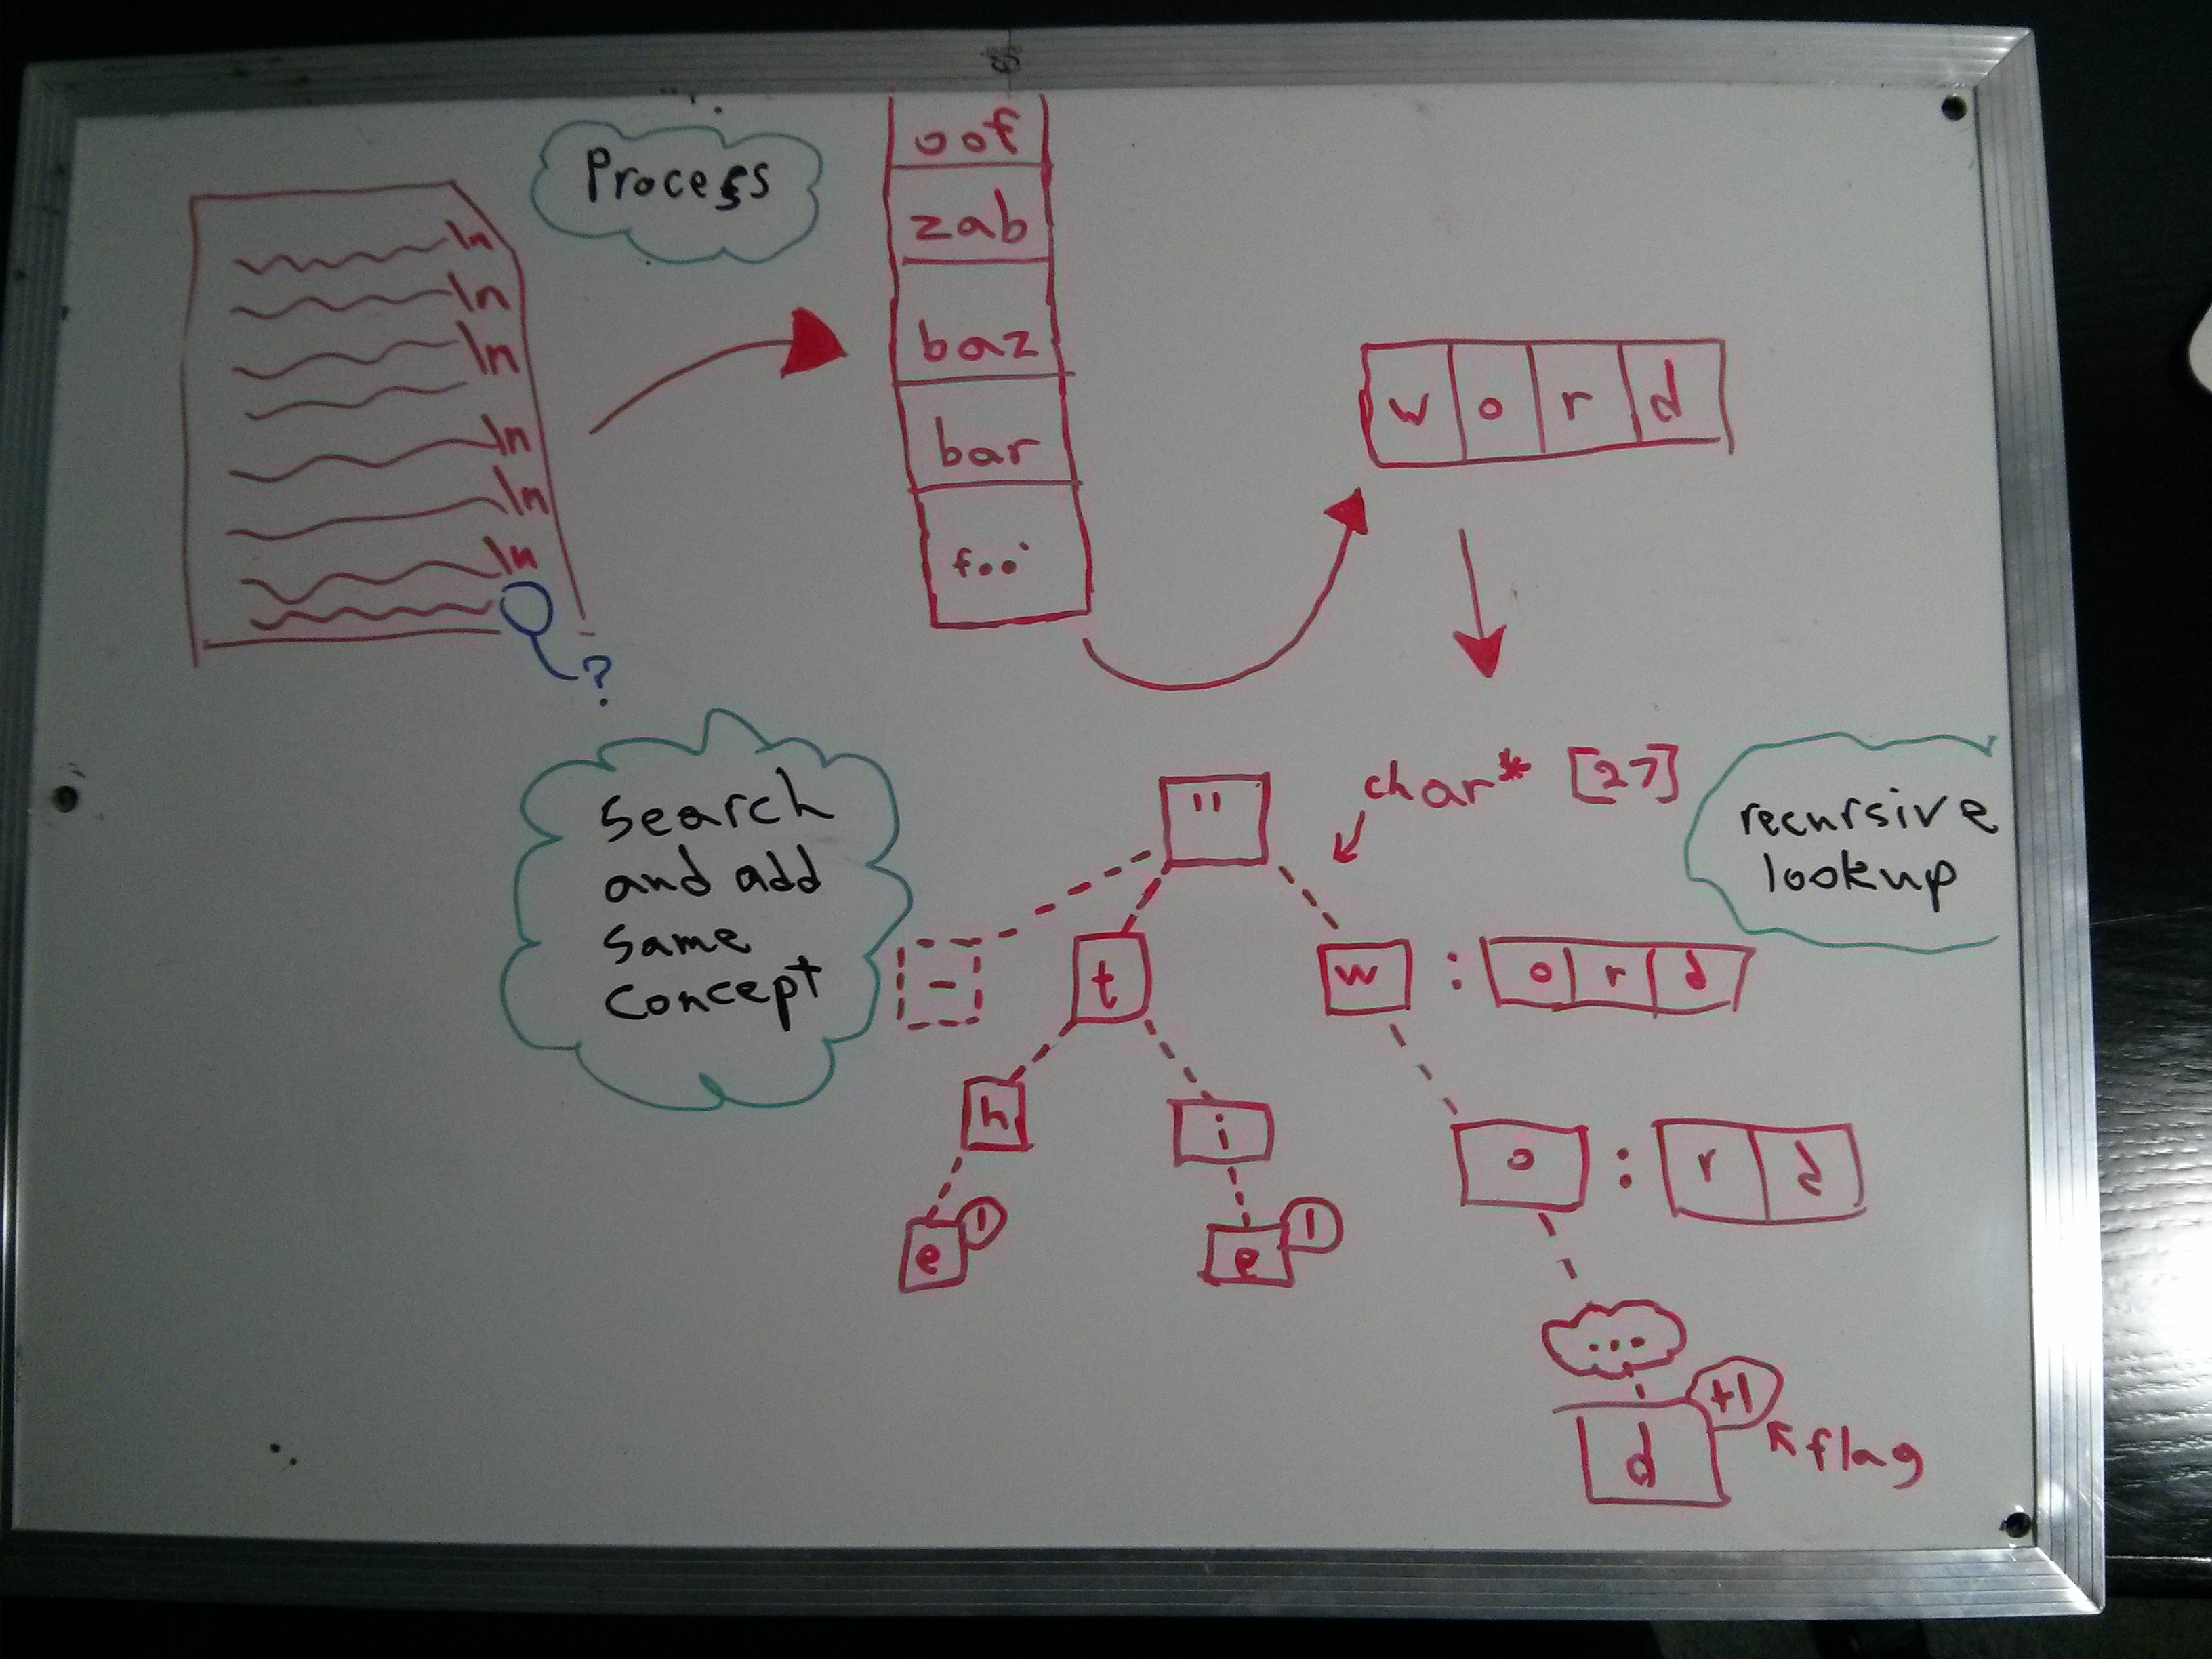 Process
\n
\n
\n
\n
\n
\n
?
oof
zab
baz
bar
foo
w o r d
char* [27]
"
recursive
lookup
search
and add
same
concept
-
t
w : o r d
h
i
o : r d
e 1
e 1
...
+1
d
flag